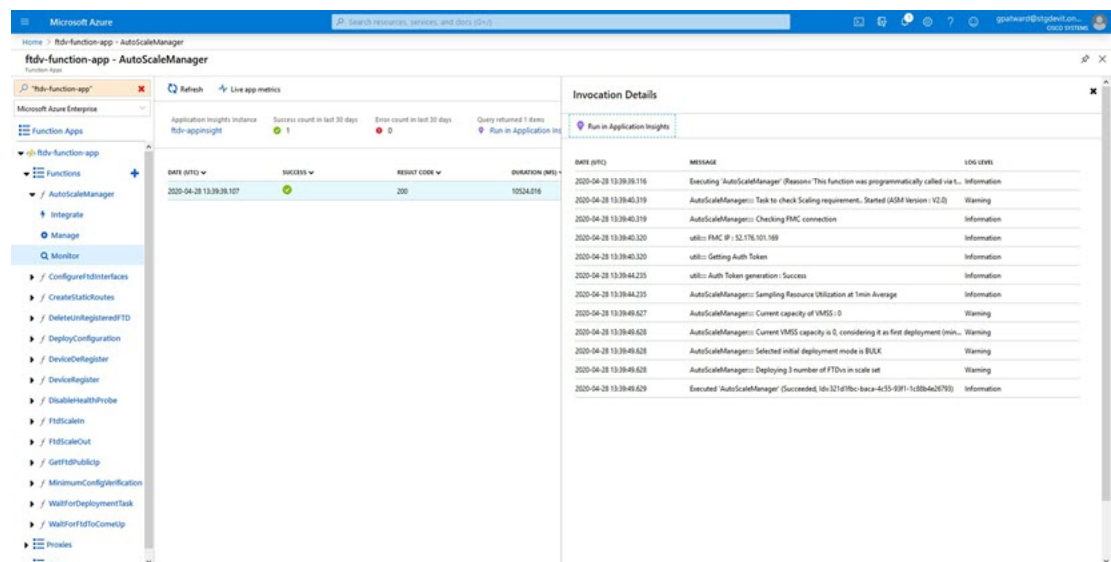 Microsoft Azure
Search resources, services, and docs (G+/)
gpatward@stgdevit.on...
CISCO SYSTEMS
Home > ftdv-function-app - AutoScaleManager
ftdv-function-app - AutoScaleManager
Function Apps
"ftdv-function-app"
Microsoft Azure Enterprise
Function Apps
ftdv-function-app
Functions
AutoScaleManager
Integrate
Manage
Monitor
ConfigureFtdInterfaces
CreateStaticRoutes
DeleteUnRegisteredFTD
DeployConfiguration
DeviceDeRegister
DeviceRegister
DisableHealthProbe
FtdScaleIn
FtdScaleOut
GetFtdPublicIp
MinimumConfigVerification
WaitForDeploymentTask
WaitForFtdToComeUp
Proxies
Refresh Live app metrics
Application Insights Instance Success count in last 30 days Error count in last 30 days Query returned 1 items
ftdv-appinsight 1 0 Run in Application Ins
DATE (UTC) SUCCESS RESULT CODE DURATION (MS)
2020-04-28 13:39:39.107 200 10524.016
Invocation Details
Run in Application Insights
DATE (UTC) MESSAGE LOG LEVEL
2020-04-28 13:39:39.116 Executing 'AutoScaleManager' (Reason='This function was programmatically called via t... Information
2020-04-28 13:39:40.319 AutoScaleManager::: Task to check Scaling requirement.. Started (ASM Version : V2.0) Warning
2020-04-28 13:39:40.319 AutoScaleManager::: Checking FMC connection Information
2020-04-28 13:39:40.320 util::: FMC IP : 52.176.101.169 Information
2020-04-28 13:39:40.320 util::: Getting Auth Token Information
2020-04-28 13:39:44.235 util::: Auth Token generation : Success Information
2020-04-28 13:39:44.235 AutoScaleManager::: Sampling Resource Utilization at 1min Average Information
2020-04-28 13:39:49.627 AutoScaleManager::: Current capacity of VMSS : 0 Warning
2020-04-28 13:39:49.628 AutoScaleManager::: Current VMSS capacity is 0, considering it as first deployment (min... Warning
2020-04-28 13:39:49.628 AutoScaleManager::: Selected initial deployment mode is BULK Warning
2020-04-28 13:39:49.628 AutoScaleManager::: Deploying 3 number of FTDvs in scale set Warning
2020-04-28 13:39:49.629 Executed 'AutoScaleManager' (Succeeded, Id=321d1fbc-baca-4c55-93f1-1c88b4e26793) Information